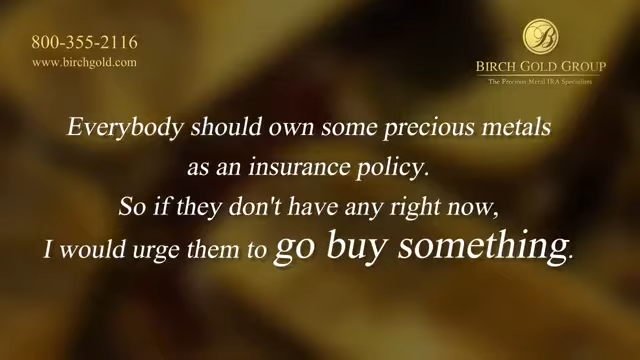 800-355-2116
www.birchgold.com
B
BIRCH GOLD GROUP
The Precious Metal IRA Specialists
Everybody should own some precious metals
as an insurance policy.
So if they don't have any right now,
I would urge them to go buy something.